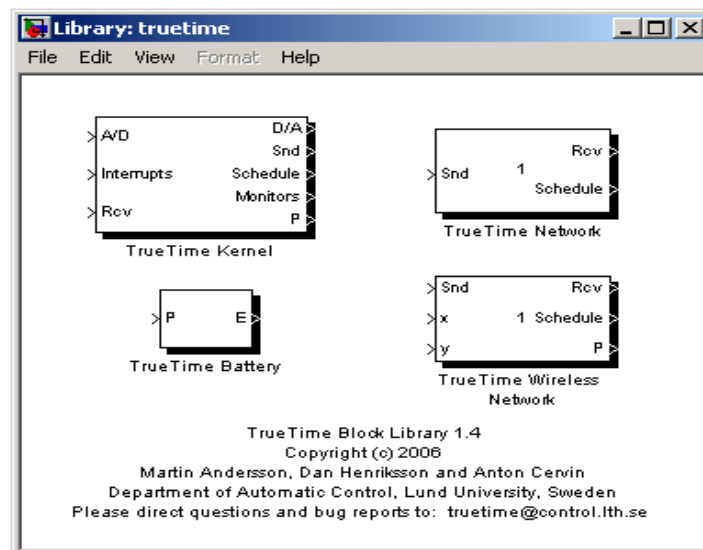 Library: truetime
File Edit View Format Help
A/D
Interrupts
Rcv
D/A
Snd
Schedule
Monitors
P
TrueTime Kernel
Snd
1
Rcv
Schedule
TrueTime Network
P
E
TrueTime Battery
Snd
x
y
1
Rcv
Schedule
P
TrueTime Wireless
Network
TrueTime Block Library 1.4
Copyright (c) 2006
Martin Andersson, Dan Henriksson and Anton Cervin
Department of Automatic Control, Lund University, Sweden
Please direct questions and bug reports to: truetime@control.lth.se